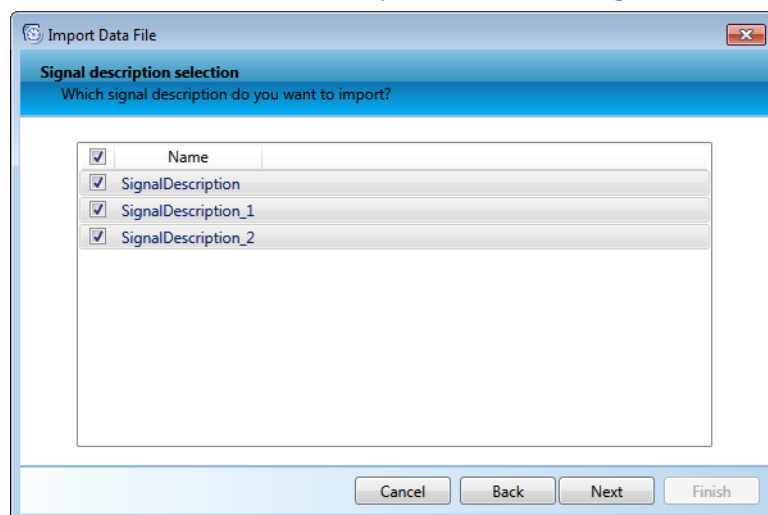 Import Data File
Signal description selection
Which signal description do you want to import?
Name
SignalDescription
SignalDescription_1
SignalDescription_2
Cancel Back Next Finish